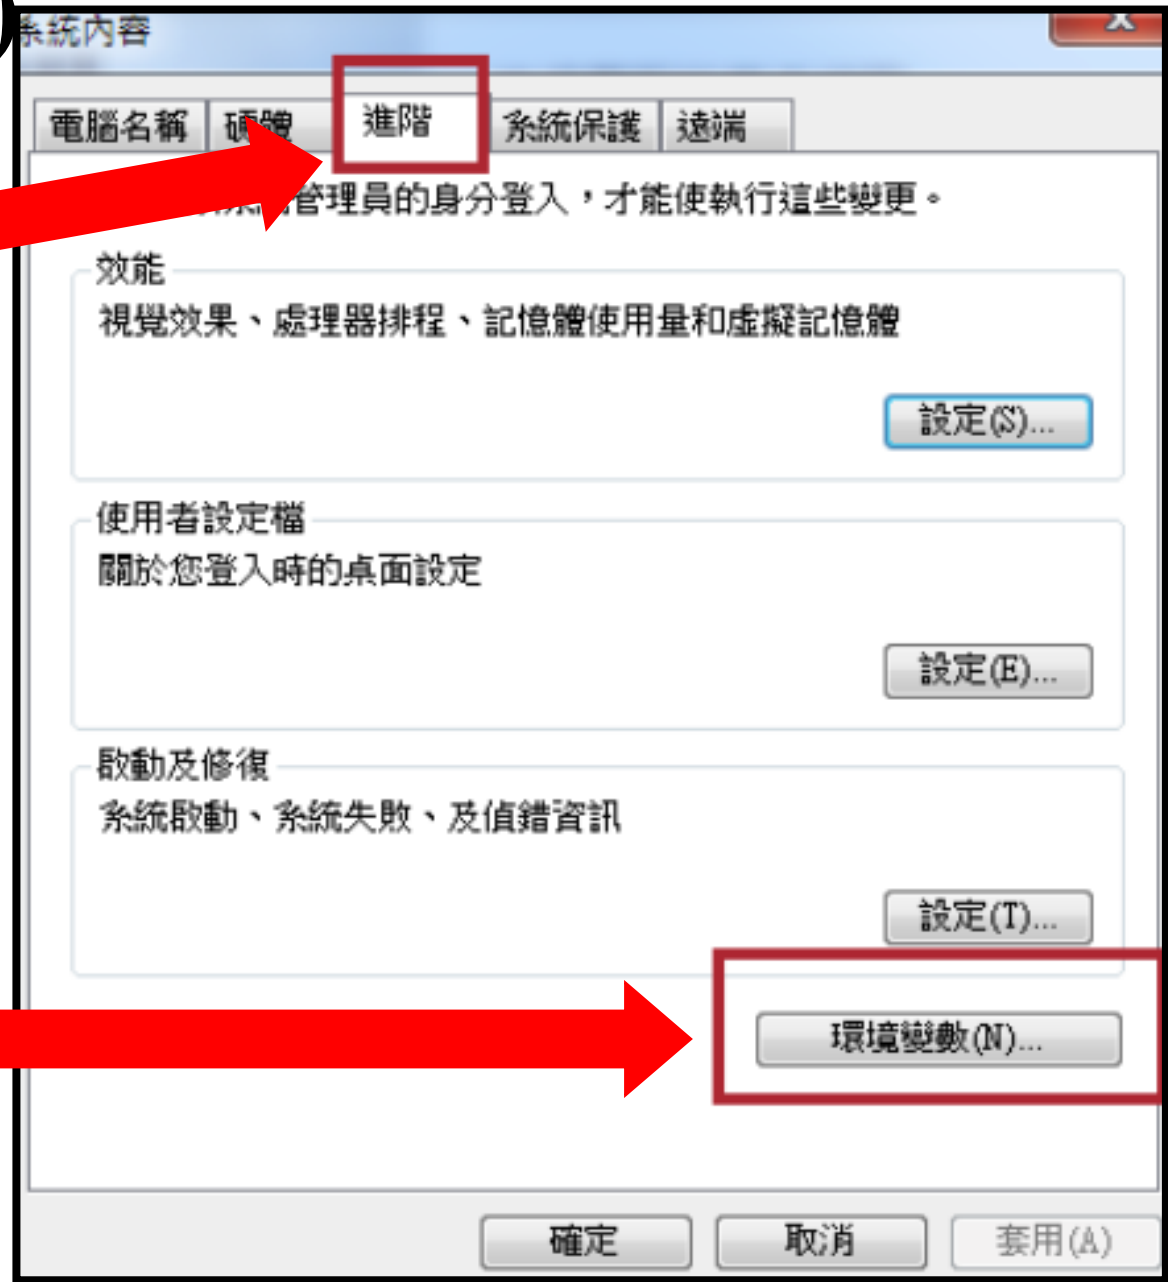 系統內容
電腦名稱 硬體 進階 系統保護 遠端
管理員的身分登入，才能使執行這些變更。
效能
視覺效果、處理器排程、記憶體使用量和虛擬記憶體
設定(S)...
使用者設定檔
關於您登入時的桌面設定
設定(E)...
啟動及修復
系統啟動、系統失敗、及偵錯資訊
設定(T)...
環境變數(N)...
確定 取消 套用(A)